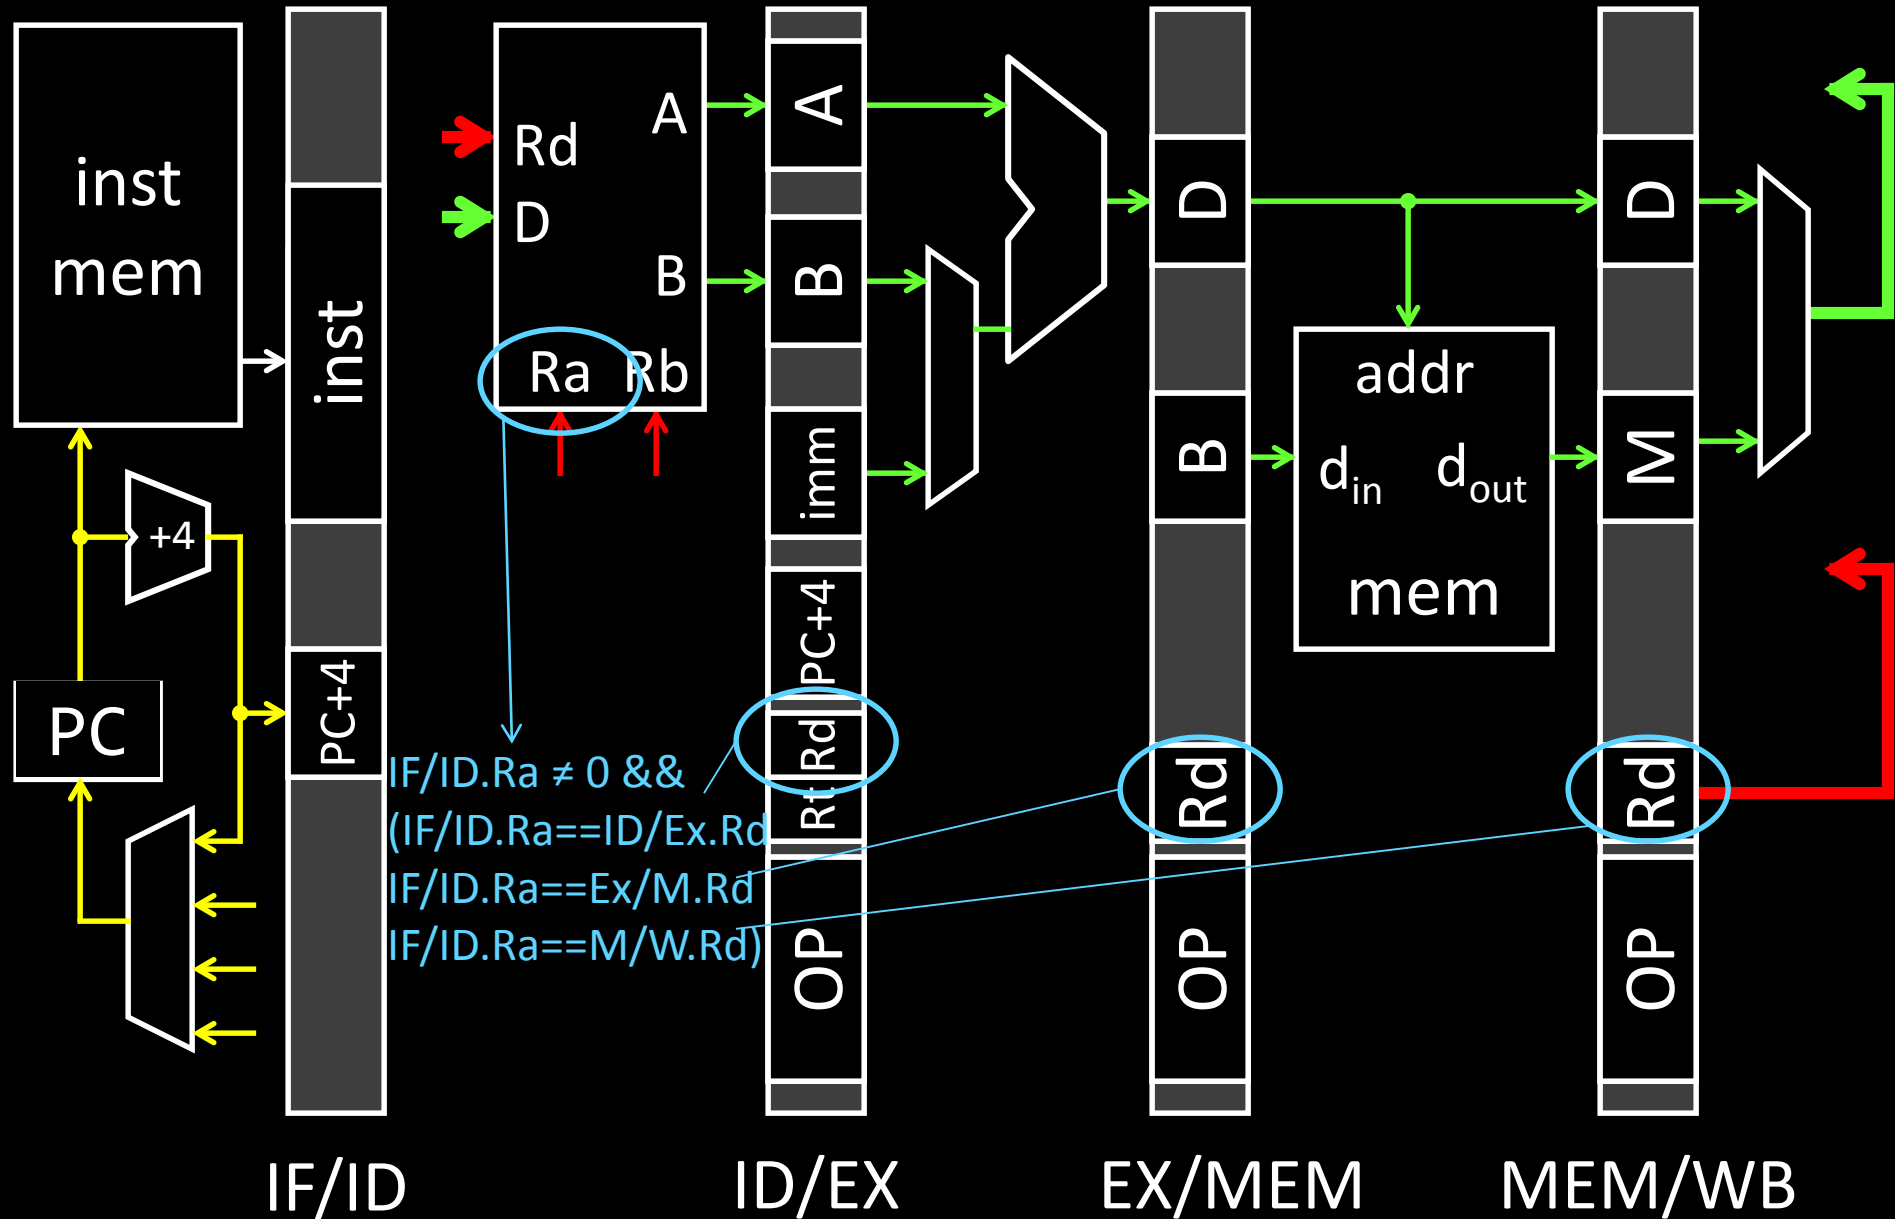 inst
mem
+4
PC
inst
PC+4
Rd
D
A
B
Ra
Rb
A
B
imm
PC+4
Rd
Rt
OP
IF/ID.Ra ≠ 0 &&
(IF/ID.Ra==ID/Ex.Rd
IF/ID.Ra==Ex/M.Rd
IF/ID.Ra==M/W.Rd)
D
B
Rd
OP
addr
din
dout
mem
D
M
Rd
OP
IF/ID
ID/EX
EX/MEM
MEM/WB